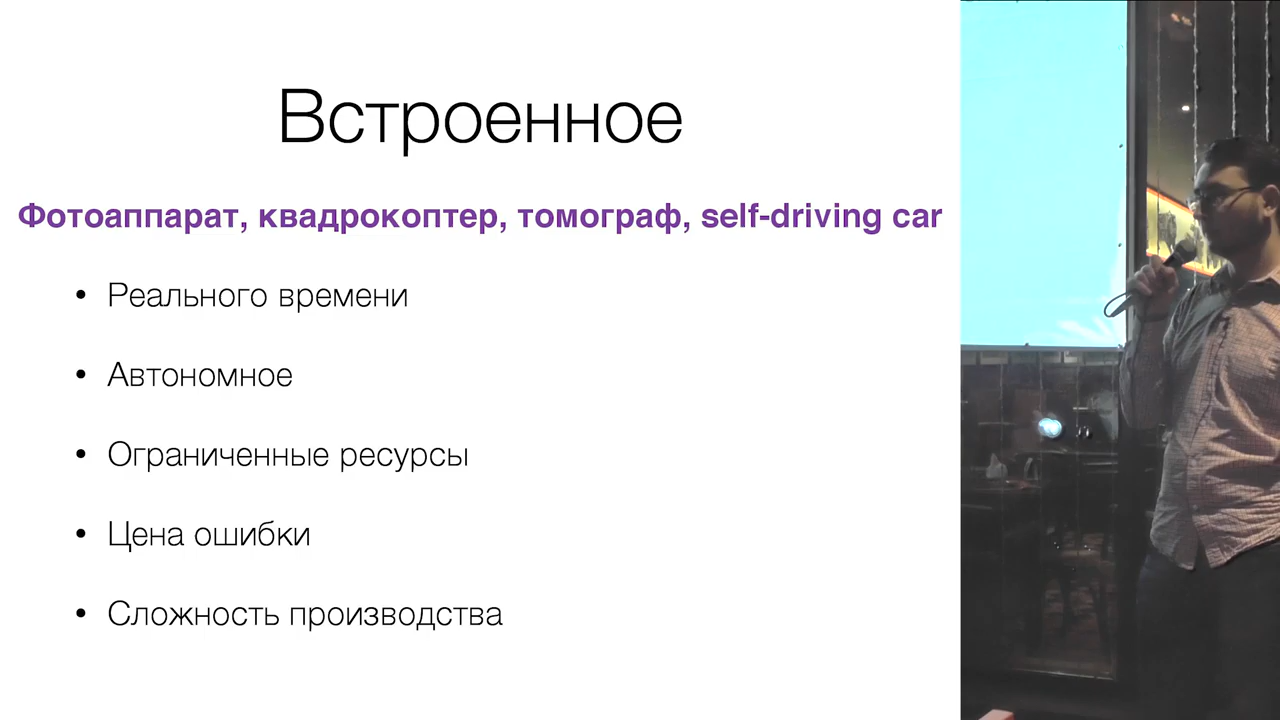 Встроенное
Фотоаппарат, квадрокоптер, томограф, self-driving car
• Реального времени
• Автономное
• Ограниченные ресурсы
• Цена ошибки
• Сложность производства